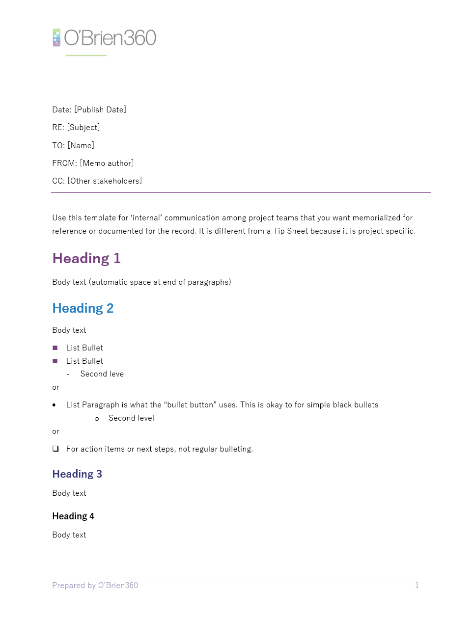 O'Brien360
Date: [Publish Date]
RE: [Subject]
TO: [Name]
FROM: [Memo author]
CC: [Other stakeholders]
Use this template for 'internal' communication among project teams that you want memorialized for
reference or documented for the record. It is different from a Tip Sheet because it is project specific.
Heading 1
Body text (automatic space at end of paragraphs)
Heading 2
Body text
■ List Bullet
■ List Bullet
- Second leve
or
• List Paragraph is what the "bullet button" uses. This is okay to for simple black bullets
o Second level
or
❑ For action items or next steps, not regular bulleting.
Heading 3
Body text
Heading 4
Body text
Prepared by O'Brien360 1